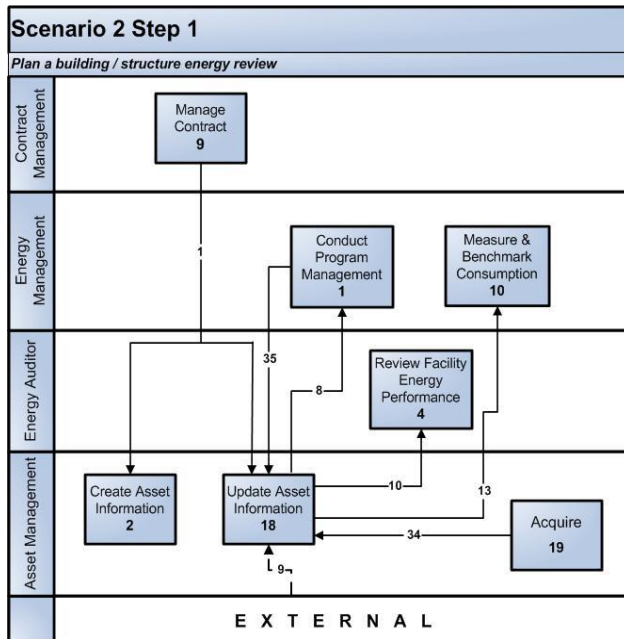 Scenario 2 Step 1
Plan a building / structure energy review
Contract
Management
Manage
Contract
9
1
Energy
Management
Conduct
Program
Management
1
Measure &
Benchmark
Consumption
10
Energy Auditor
35
8
Review Facility
Energy
Performance
4
Asset Management
Create Asset
Information
2
Update Asset
Information
18
10
13
34
Acquire
19
9
E X T E R N A L